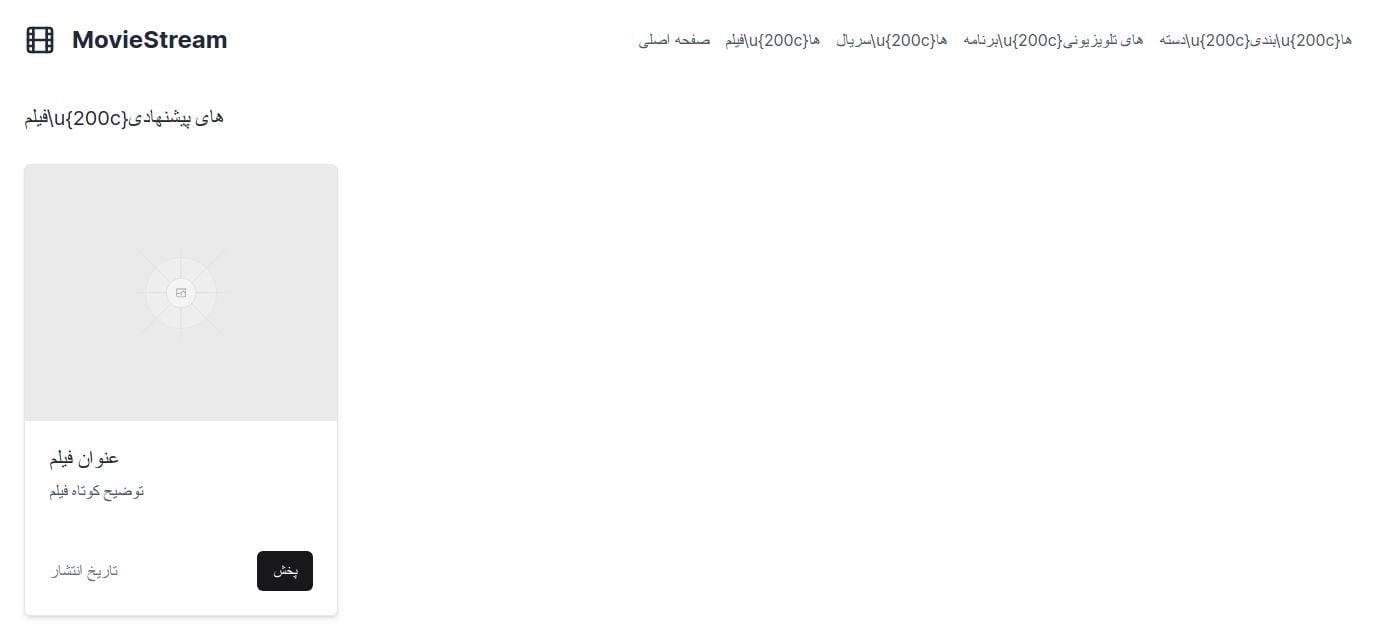 MovieStream
صفحه اصلی
فیلم\u{200c}ها
سریال\u{200c}ها
برنامه\u{200c}های تلویزیونی
دسته\u{200c}بندی\u{200c}ها
فیلم\u{200c}های پیشنهادی
عنوان فیلم
توضیح کوتاه فیلم
تاریخ انتشار
پخش